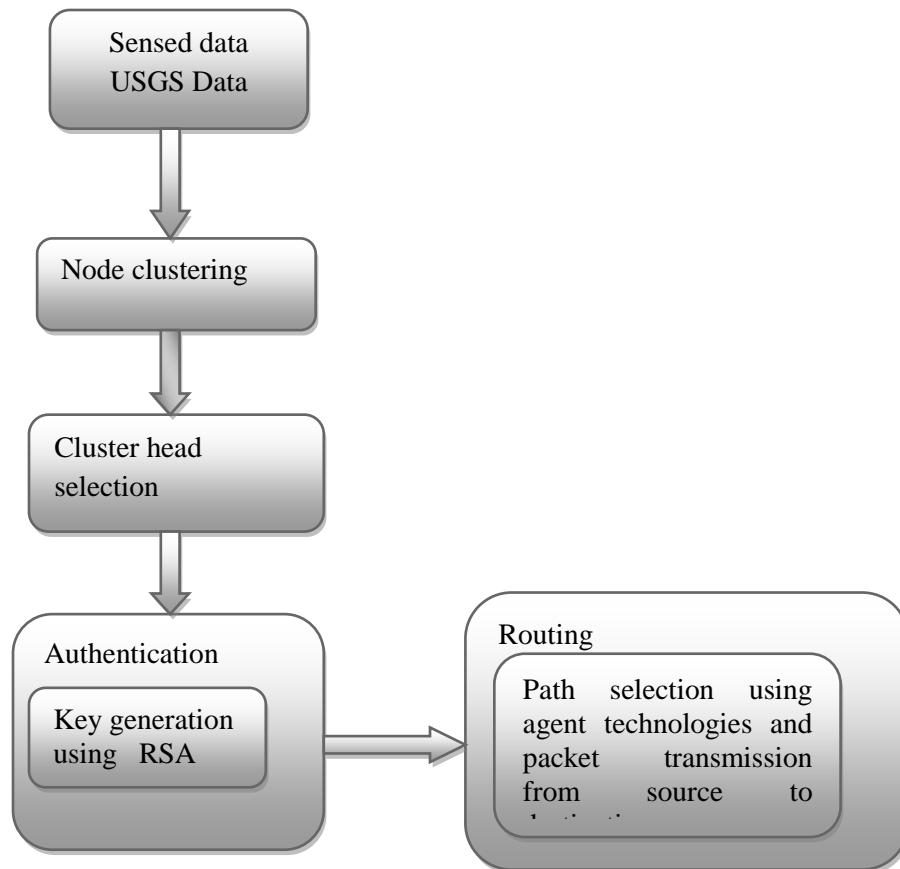 Sensed data
USGS Data
Node clustering
Cluster head
selection
Authentication
Key generation
using RSA
Routing
Path selection using
agent technologies and
packet transmission
from source to